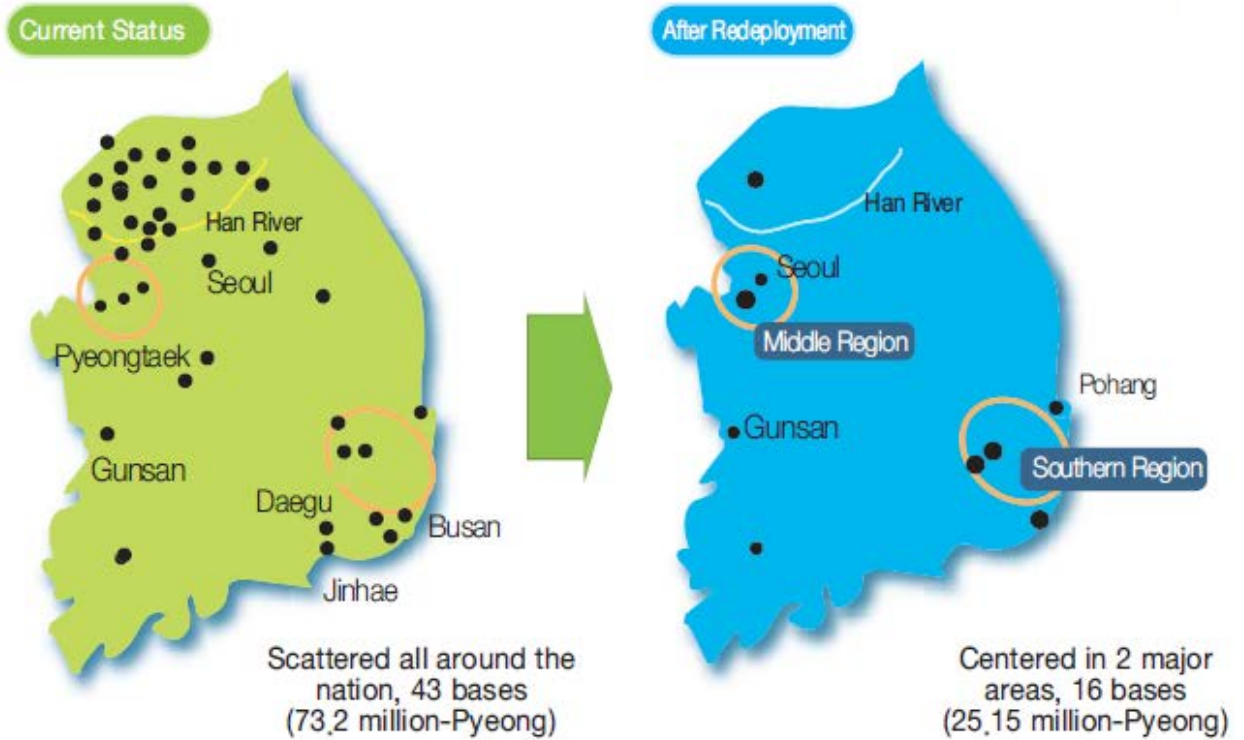 Current Status
Han River
Seoul
Pyeongtaek
Gunsan
Daegu
Busan
Jinhae
Scattered all around the
nation, 43 bases
(73.2 million-Pyeong)
After Redeployment
Han River
Seoul
Middle Region
Pohang
Gunsan
Southern Region
Centered in 2 major
areas, 16 bases
(25.15 million-Pyeong)